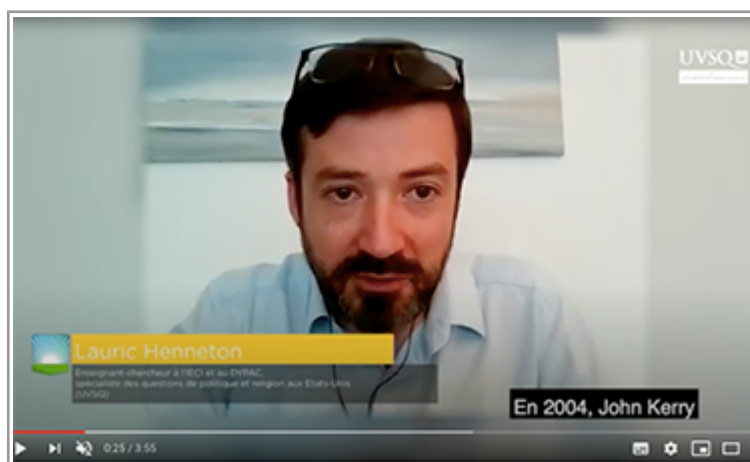 UVSQ
Lauric Henneton
Enseignant-chercheur à l'IECI et au DYPAC,
spécialiste des questions de politique et religion aux Etats-Unis
(UVSQ)
En 2004, John Kerry
0:25 / 3:55